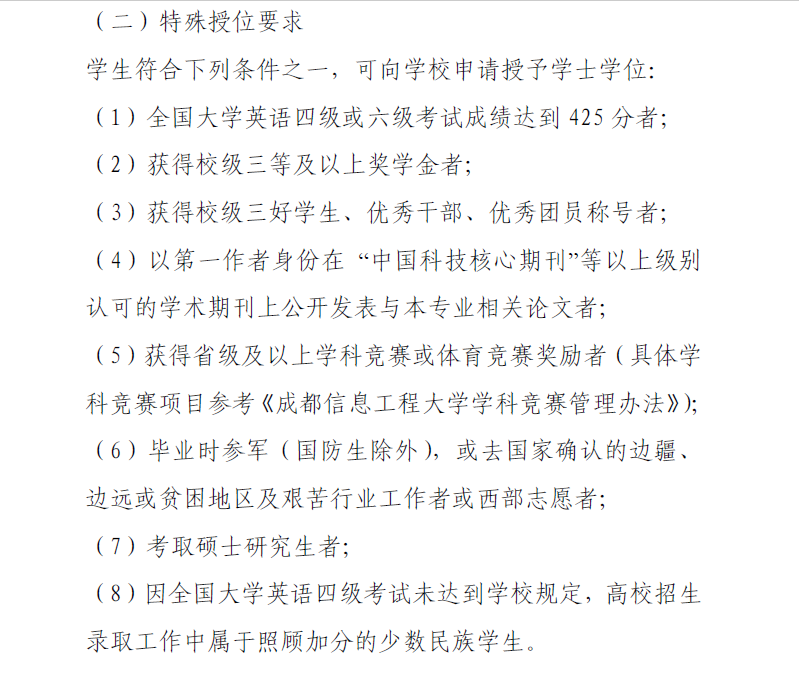 （二）特殊授位要求
学生符合下列条件之一，可向学校申请授予学士学位：
（1）全国大学英语四级或六级考试成绩达到 425 分者；
（2）获得校级三等及以上奖学金者；
（3）获得校级三好学生、优秀干部、优秀团员称号者；
（4）以第一作者身份在 “中国科技核心期刊”等以上级别
认可的学术期刊上公开发表与本专业相关论文者；
（5）获得省级及以上学科竞赛或体育竞赛奖励者（具体学
科竞赛项目参考《成都信息工程大学学科竞赛管理办法》）；
（6）毕业时参军（国防生除外），或去国家确认的边疆、
边远或贫困地区及艰苦行业工作者或西部志愿者；
（7）考取硕士研究生者；
（8）因全国大学英语四级考试未达到学校规定，高校招生
录取工作中属于照顾加分的少数民族学生。